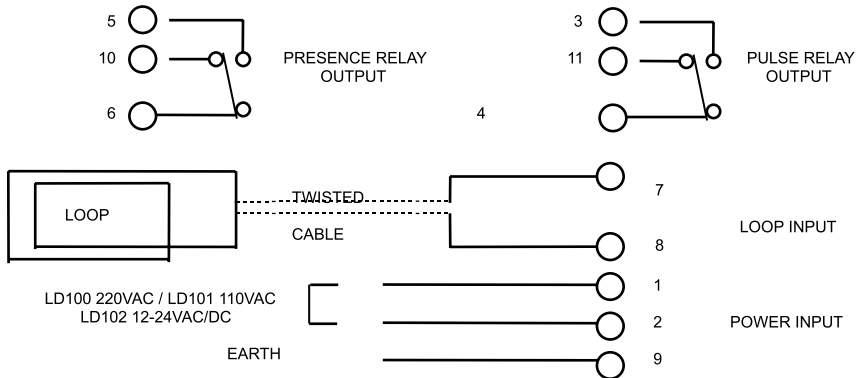 5
3
10
PRESENCE RELAY
OUTPUT
11
PULSE RELAY
OUTPUT
6
4
TWISTED
7
LOOP
CABLE
LOOP INPUT
8
1
LD100 220VAC / LD101 110VAC
LD102 12-24VAC/DC
2
POWER INPUT
EARTH
9